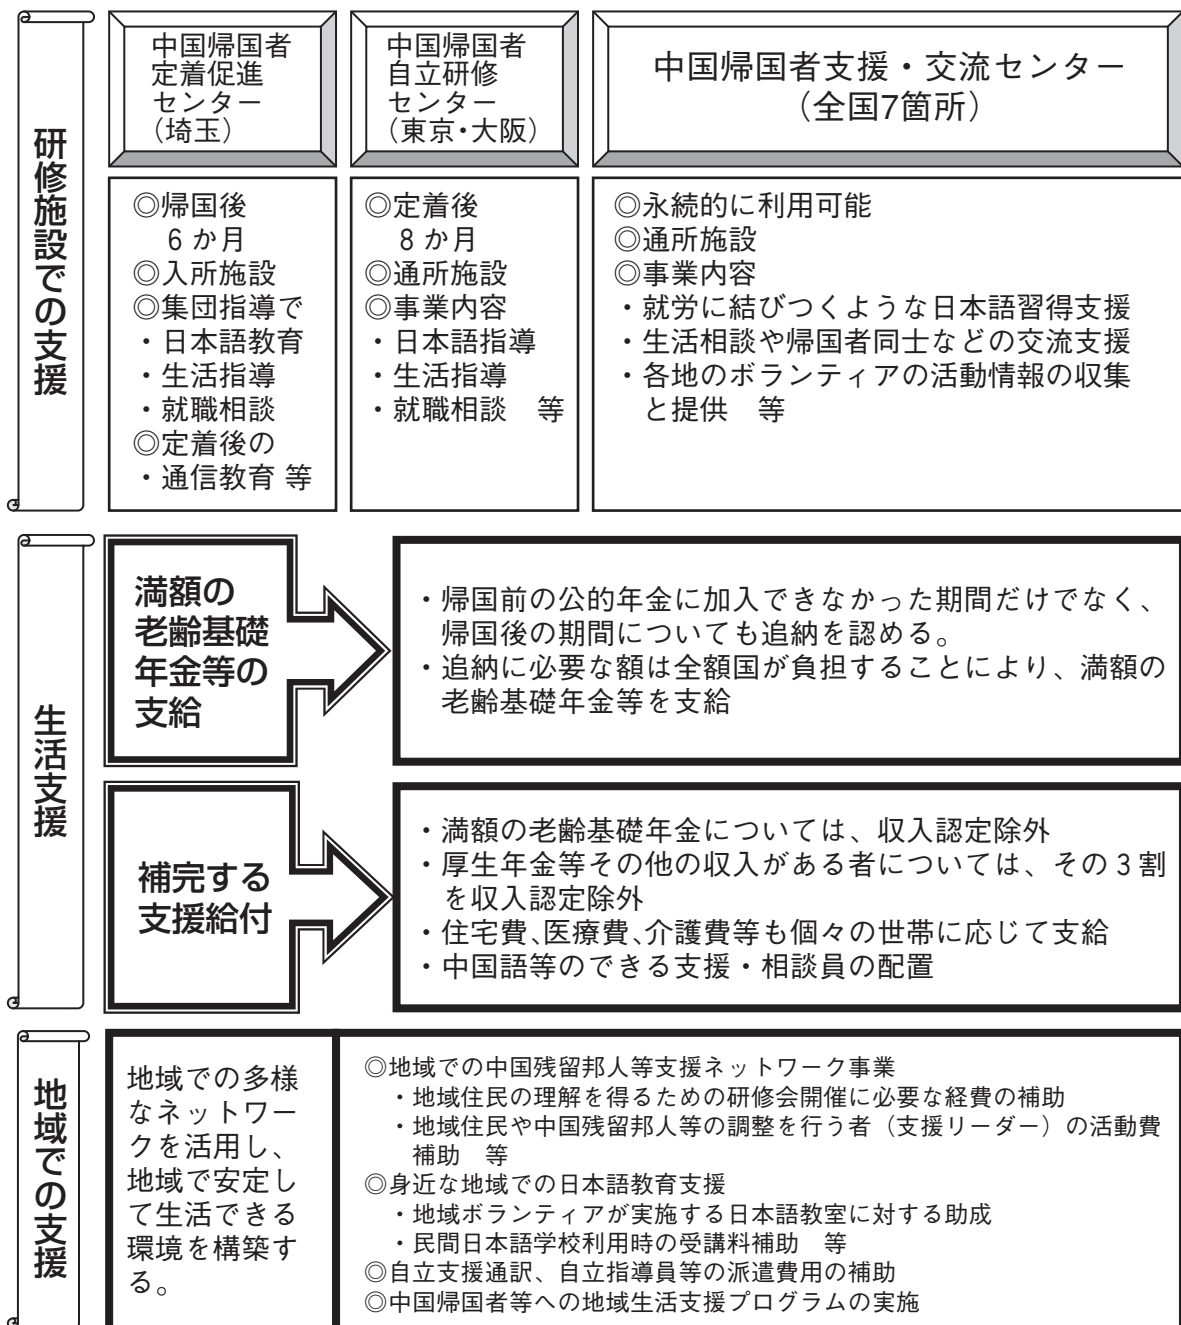 研修施設での支援
中国帰国者
定着促進
センター
（埼玉）
中国帰国者
自立研修
センター
（東京・大阪）
中国帰国者支援・交流センター
（全国7箇所）
◎帰国後
6か月
◎入所施設
◎集団指導で
・日本語教育
・生活指導
・就職相談
◎定着後の
・通信教育 等
◎定着後
8か月
◎通所施設
◎事業内容
・日本語指導
・生活指導
・就職相談　等
◎永続的に利用可能
◎通所施設
◎事業内容
・就労に結びつくような日本語習得支援
・生活相談や帰国者同士などの交流支援
・各地のボランティアの活動情報の収集
と提供　等
生活支援
満額の
老齢基礎
年金等の
支給
・帰国前の公的年金に加入できなかった期間だけでなく、
帰国後の期間についても追納を認める。
・追納に必要な額は全額国が負担することにより、満額の
老齢基礎年金等を支給
補完する
支援給付
・満額の老齢基礎年金については、収入認定除外
・厚生年金等その他の収入がある者については、その3割
を収入認定除外
・住宅費、医療費、介護費等も個々の世帯に応じて支給
・中国語等のできる支援・相談員の配置
地域での支援
地域での多様
なネットワー
クを活用し、
地域で安定し
て生活できる
環境を構築す
る。
◎地域での中国残留邦人等支援ネットワーク事業
・地域住民の理解を得るための研修会開催に必要な経費の補助
・地域住民や中国残留邦人等の調整を行う者（支援リーダー）の活動費
補助　等
◎身近な地域での日本語教育支援
・地域ボランティアが実施する日本語教室に対する助成
・民間日本語学校利用時の受講料補助　等
◎自立支援通訳、自立指導員等の派遣費用の補助
◎中国帰国者等への地域生活支援プログラムの実施